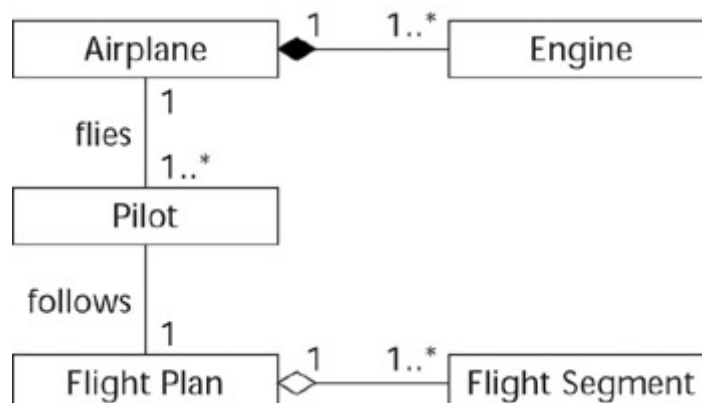 Airplane
1
1..*
Engine
1
flies
1..*
Pilot
follows
1
Flight Plan
1
1..*
Flight Segment